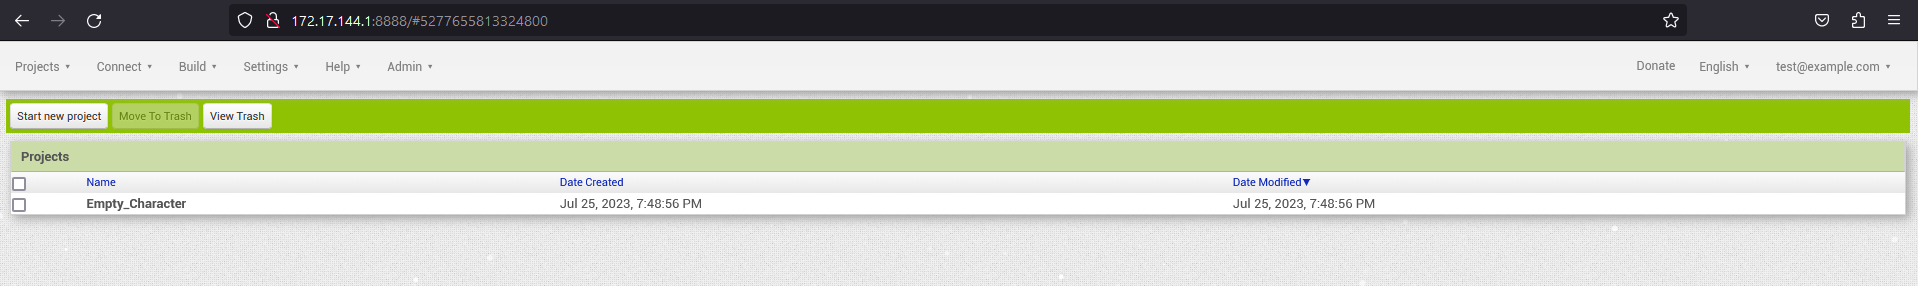 172.17.144.1:8888/#5277655813324800
Projects Connect Build Settings Help Admin Donate English test@example.com
Start new project Move To Trash View Trash
Projects
Name Date Created Date Modified
Empty_Character Jul 25, 2023, 7:48:56 PM Jul 25, 2023, 7:48:56 PM